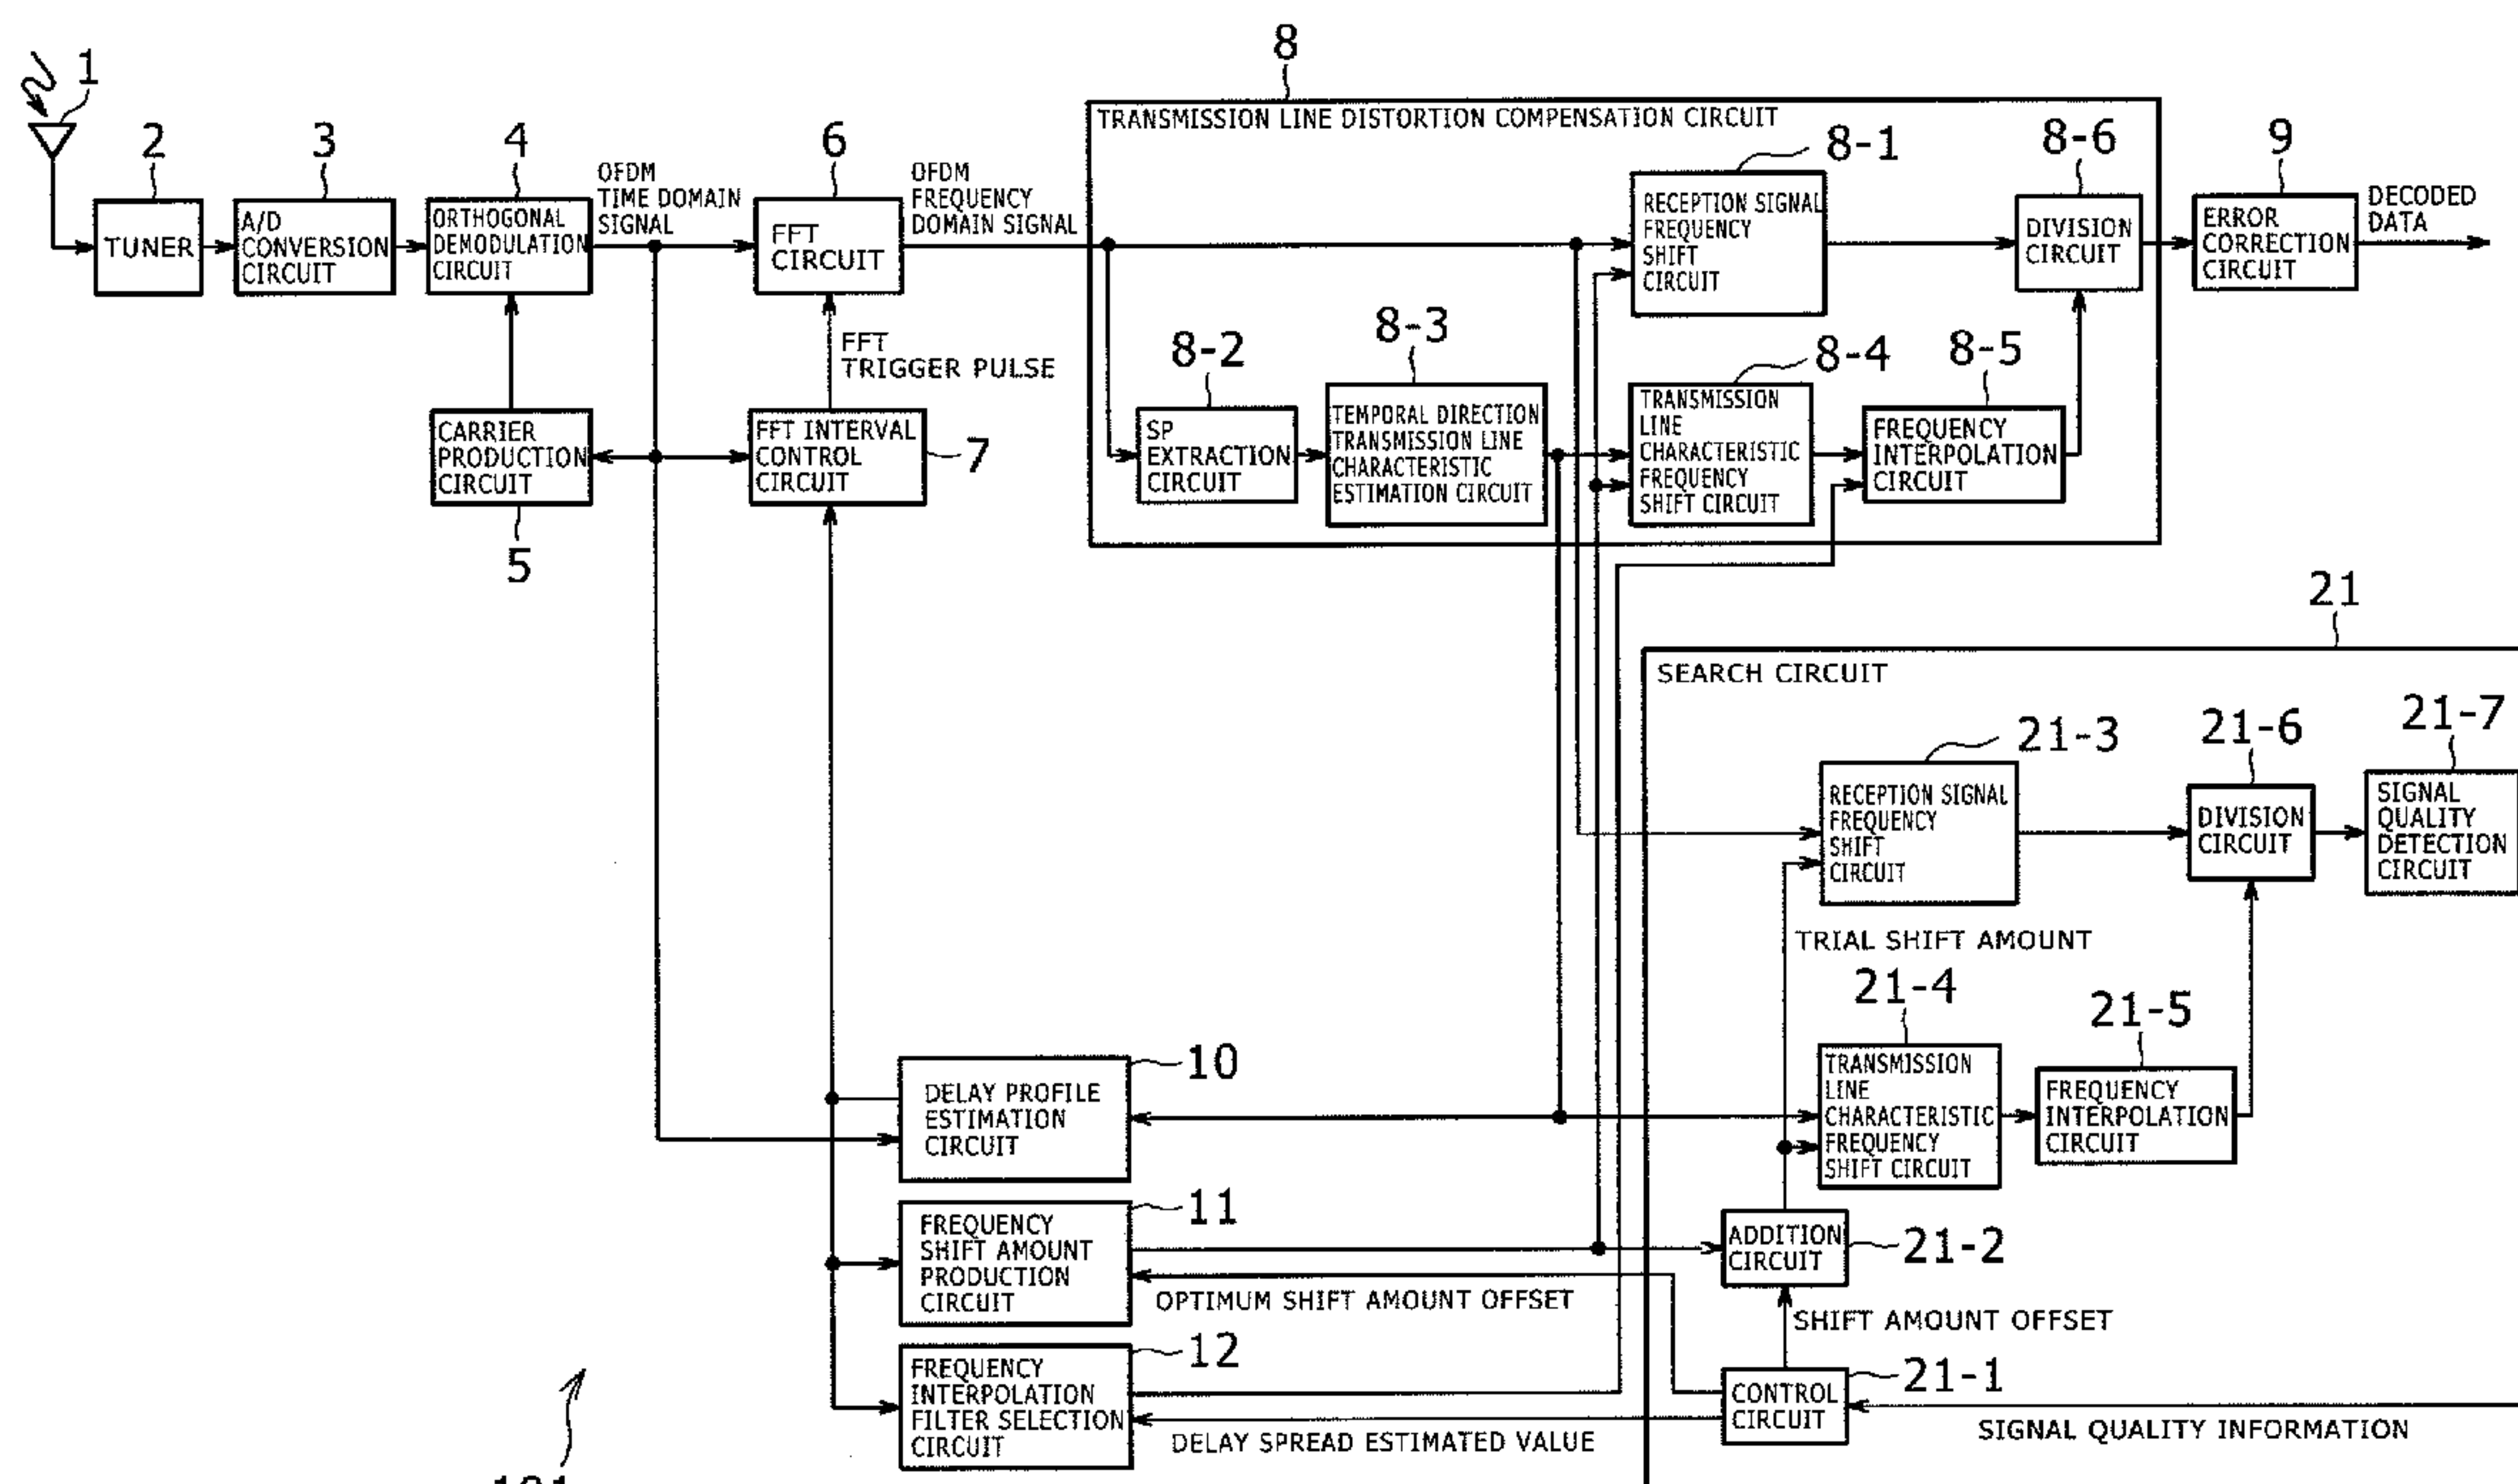 8
1
TRANSMISSION LINE DISTORTION COMPENSATION CIRCUIT
2
3
4
6
8-1
8-6
9
OFDM
TIME DOMAIN
SIGNAL
OFDM
FREQUENCY
DOMAIN SIGNAL
DECODED
DATA
TUNER
A/D
CONVERSION
CIRCUIT
ORTHOGONAL
DEMODULATION
CIRCUIT
FFT
CIRCUIT
RECEPTION SIGNAL
FREQUENCY
SHIFT
CIRCUIT
DIVISION
CIRCUIT
ERROR
CORRECTION
CIRCUIT
FFT
TRIGGER PULSE
8-2
8-3
8-4
8-5
CARRIER
PRODUCTION
CIRCUIT
5
FFT INTERVAL
CONTROL
CIRCUIT
7
SP
EXTRACTION
CIRCUIT
TEMPORAL DIRECTION
TRANSMISSION LINE
CHARACTERISTIC
ESTIMATION CIRCUIT
TRANSMISSION
LINE
CHARACTERISTIC
FREQUENCY
SHIFT CIRCUIT
FREQUENCY
INTERPOLATION
CIRCUIT
21
SEARCH CIRCUIT
21-3
21-6
21-7
RECEPTION SIGNAL
FREQUENCY
SHIFT
CIRCUIT
DIVISION
CIRCUIT
SIGNAL
QUALITY
DETECTION
CIRCUIT
TRIAL SHIFT AMOUNT
21-4
21-5
10
DELAY PROFILE
ESTIMATION
CIRCUIT
TRANSMISSION
LINE
CHARACTERISTIC
FREQUENCY
SHIFT CIRCUIT
FREQUENCY
INTERPOLATION
CIRCUIT
11
FREQUENCY
SHIFT AMOUNT
PRODUCTION
CIRCUIT
ADDITION
CIRCUIT
21-2
OPTIMUM SHIFT AMOUNT OFFSET
SHIFT AMOUNT OFFSET
12
FREQUENCY
INTERPOLATION
FILTER SELECTION
CIRCUIT
CONTROL
CIRCUIT
21-1
DELAY SPREAD ESTIMATED VALUE
SIGNAL QUALITY INFORMATION